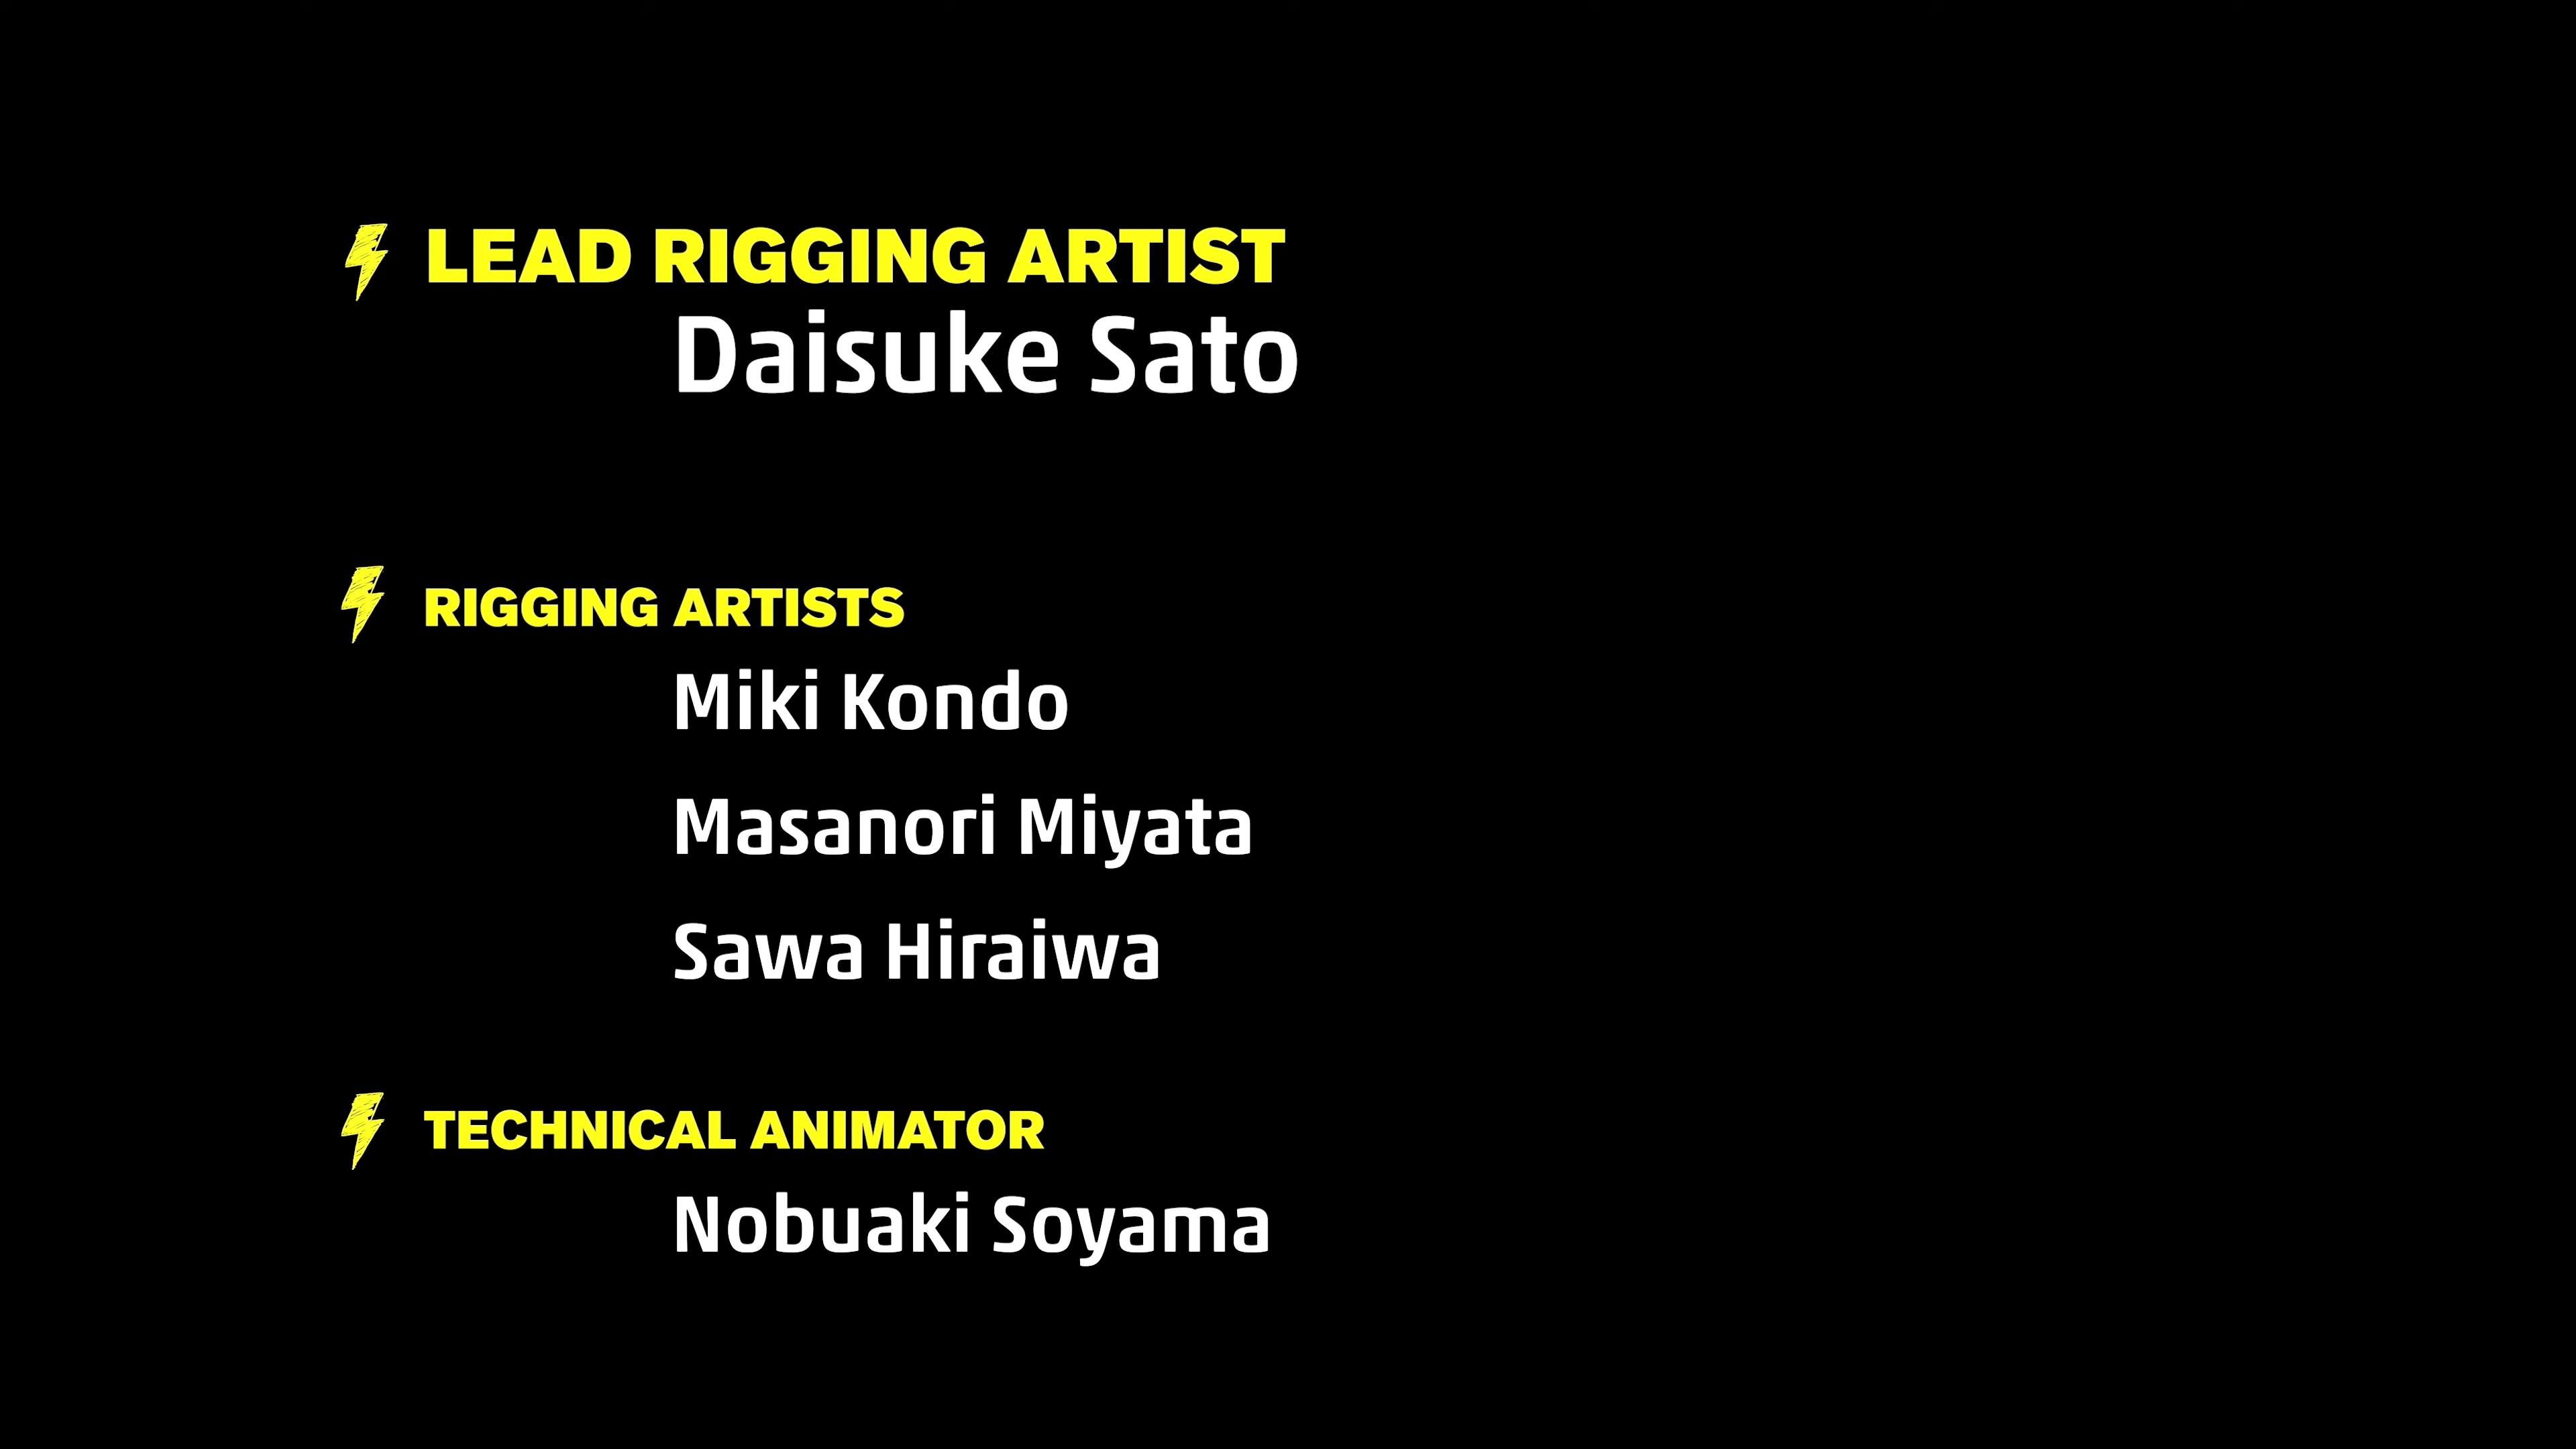 LEAD RIGGING ARTIST
Daisuke Sato
RIGGING ARTISTS
Miki Kondo
Masanori Miyata
Sawa Hiraiwa
TECHNICAL ANIMATOR
Nobuaki Soyama